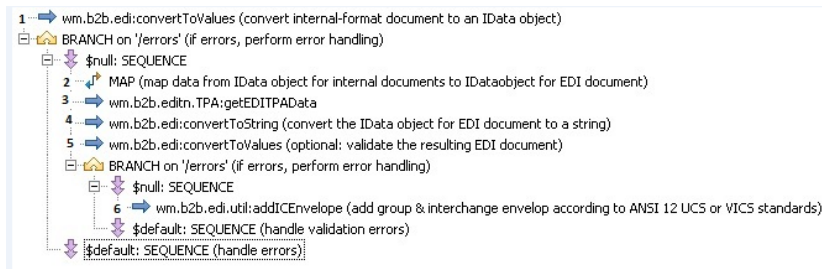 1 wm.b2b.edi:convertToValues (convert internal-format document to an IData object)
BRANCH on '/errors' (if errors, perform error handling)
$null: SEQUENCE
2 MAP (map data from IData object for internal documents to IDataobject for EDI document)
3 wm.b2b.editn.TPA:getEDITPAData
4 wm.b2b.edi:convertToString (convert the IData object for EDI document to a string)
5 wm.b2b.edi:convertToValues (optional: validate the resulting EDI document)
BRANCH on '/errors' (if errors, perform error handling)
$null: SEQUENCE
6 wm.b2b.edi.util:addICEnvelope (add group & interchange envelop according to ANSI 12 UCS or VICS standards)
$default: SEQUENCE (handle validation errors)
$default: SEQUENCE (handle errors)